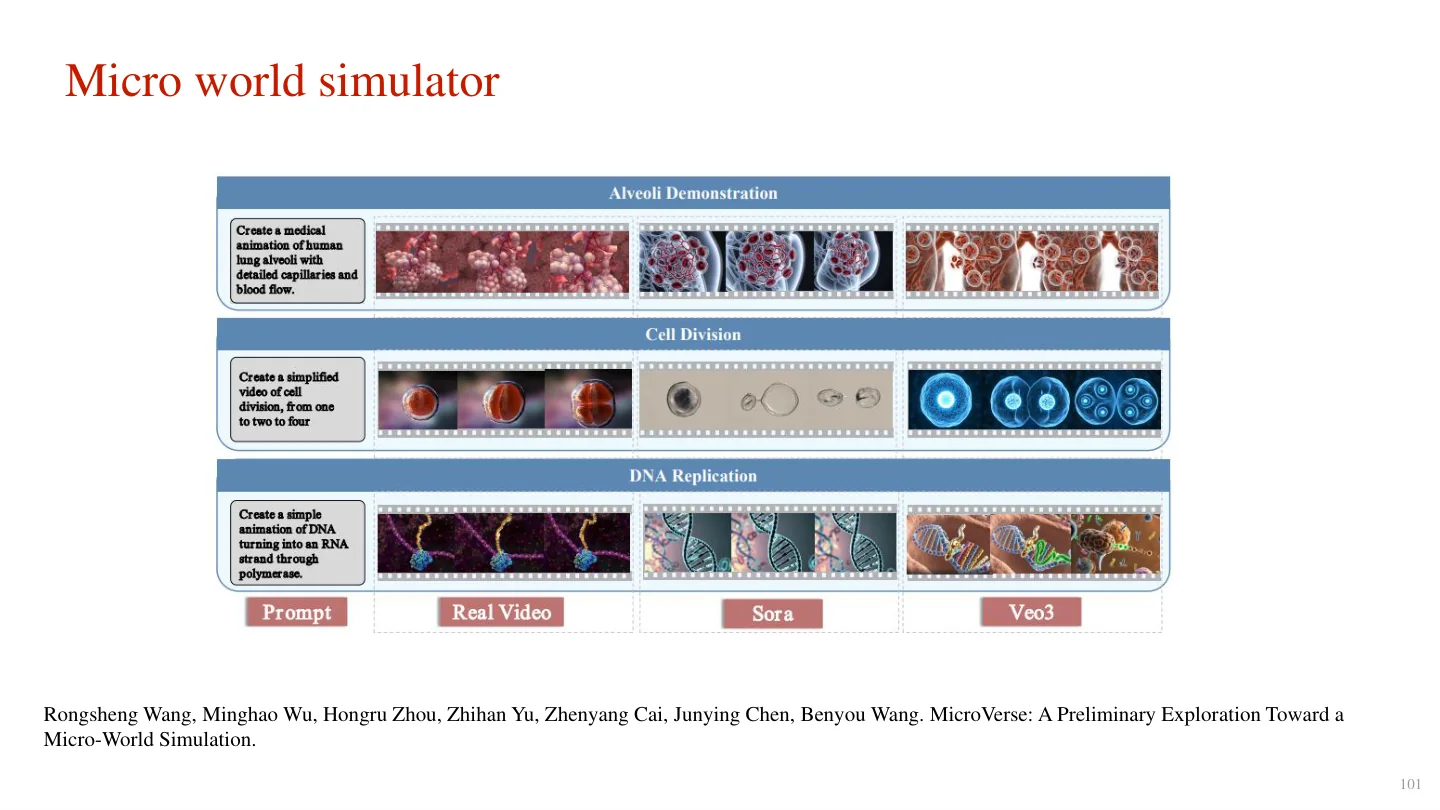 Micro world simulator
Alveoli Demonstration
Create a medical
animation of human
lung alveoli with
detailed capillaries and
blood flow.
Cell Division
Create a simplified
video of cell
division, from one
to two to four
DNA Replication
Create a simple
animation of DNA
turning into an RNA
strand through
polymerase.
Prompt
Real Video
Sora
Veo3
Rongsheng Wang, Minghao Wu, Hongru Zhou, Zhihan Yu, Zhenyang Cai, Junying Chen, Benyou Wang. MicroVerse: A Preliminary Exploration Toward a
Micro-World Simulation.
101